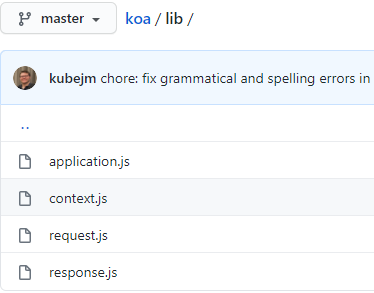 master koa / lib /
kubejm chore: fix grammatical and spelling errors in
..
application.js
context.js
request.js
response.js